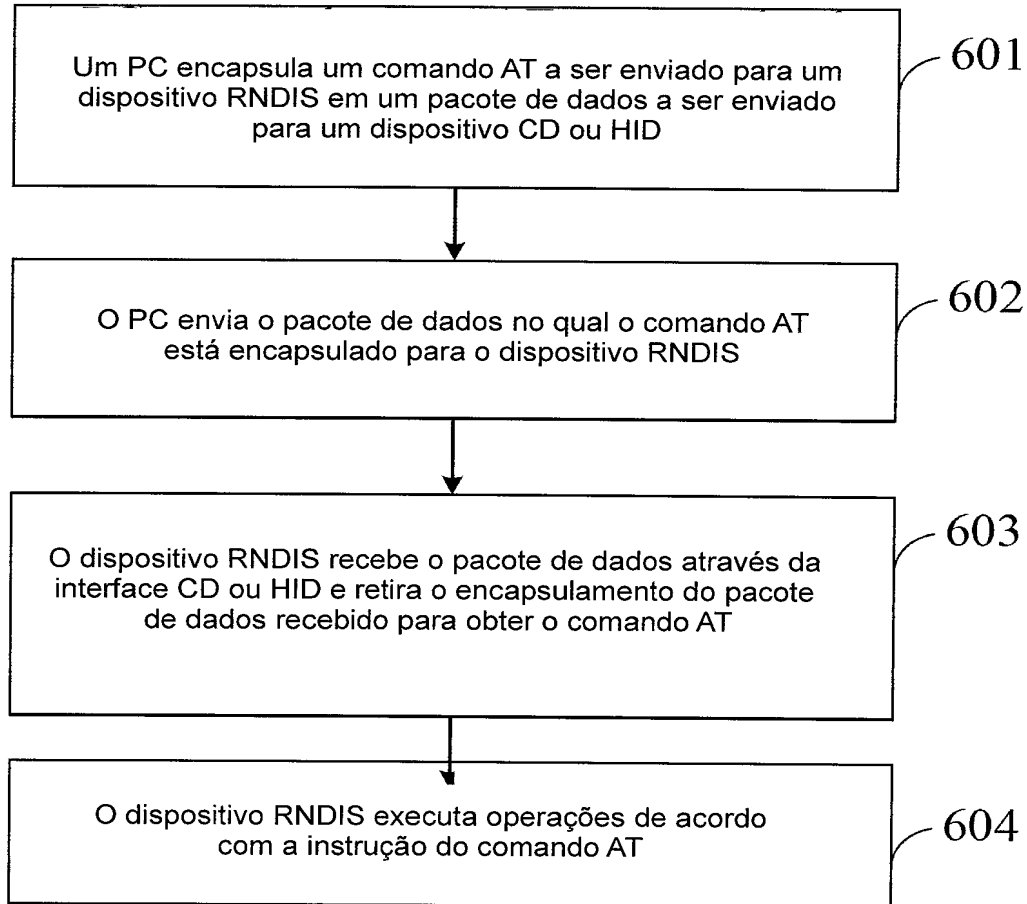 Um PC encapsula um comando AT a ser enviado para um
dispositivo RNDIS em um pacote de dados a ser enviado
para um dispositivo CD ou HID
601
O PC envia o pacote de dados no qual o comando AT
está encapsulado para o dispositivo RNDIS
602
O dispositivo RNDIS recebe o pacote de dados através da
interface CD ou HID e retira o encapsulamento do pacote
de dados recebido para obter o comando AT
603
O dispositivo RNDIS executa operações de acordo
com a instrução do comando AT
604